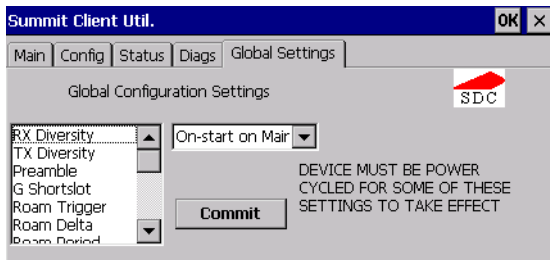 Summit Client Util.
OK ×
Main Config Status Diags Global Settings
Global Configuration Settings
SDC
RX Diversity
TX Diversity
Preamble
G Shortslot
Roam Trigger
Roam Delta
Roam Period
On-start on Mair
DEVICE MUST BE POWER
CYCLED FOR SOME OF THESE
SETTINGS TO TAKE EFFECT
Commit